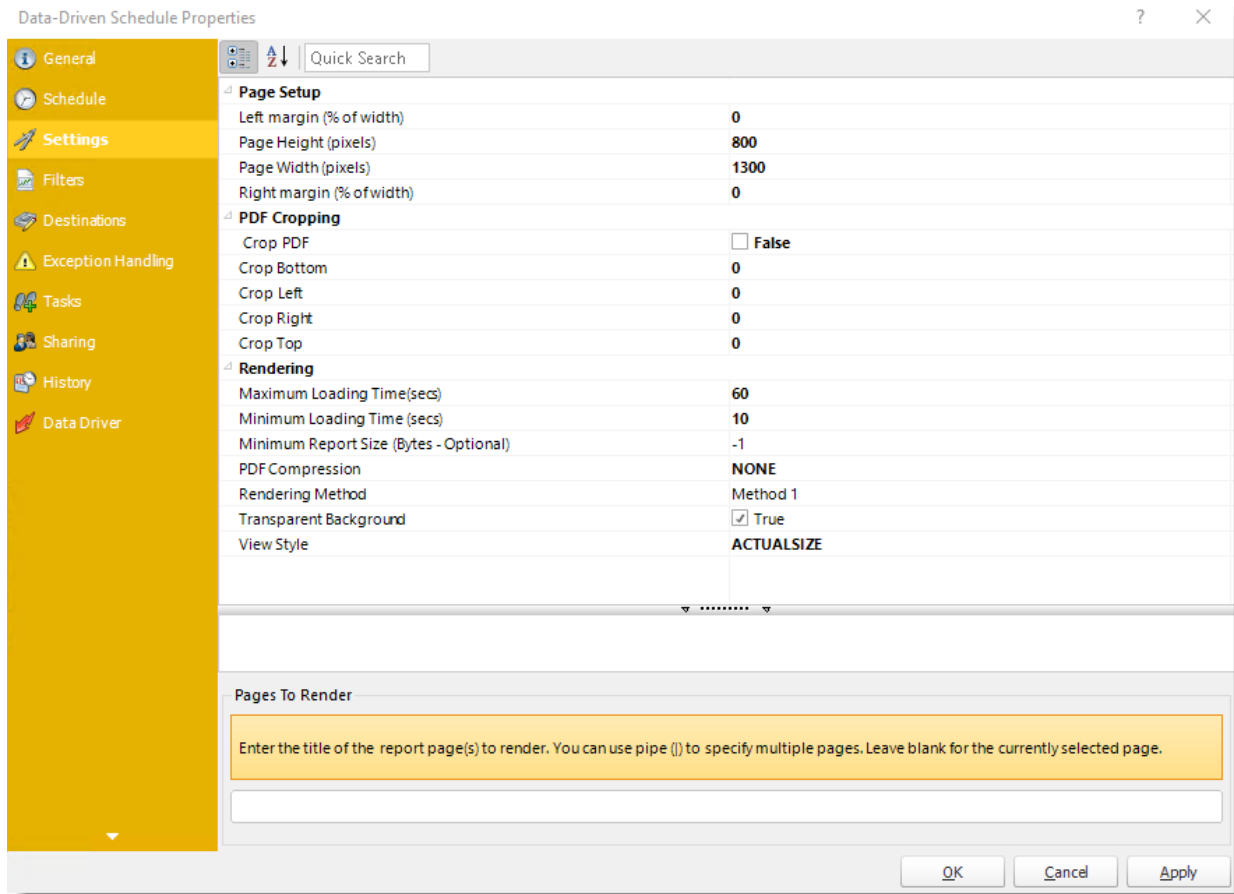 Data-Driven Schedule Properties
General
Schedule
Settings
Filters
Destinations
Exception Handling
Tasks
Sharing
History
Data Driver
Quick Search
Page Setup
Left margin (% of width) 0
Page Height (pixels) 800
Page Width (pixels) 1300
Right margin (% of width) 0
PDF Cropping
Crop PDF False
Crop Bottom 0
Crop Left 0
Crop Right 0
Crop Top 0
Rendering
Maximum Loading Time(secs) 60
Minimum Loading Time (secs) 10
Minimum Report Size (Bytes - Optional) -1
PDF Compression NONE
Rendering Method Method 1
Transparent Background True
View Style ACTUALSIZE
Pages To Render
Enter the title of the report page(s) to render. You can use pipe (|) to specify multiple pages. Leave blank for the currently selected page.
OK Cancel Apply